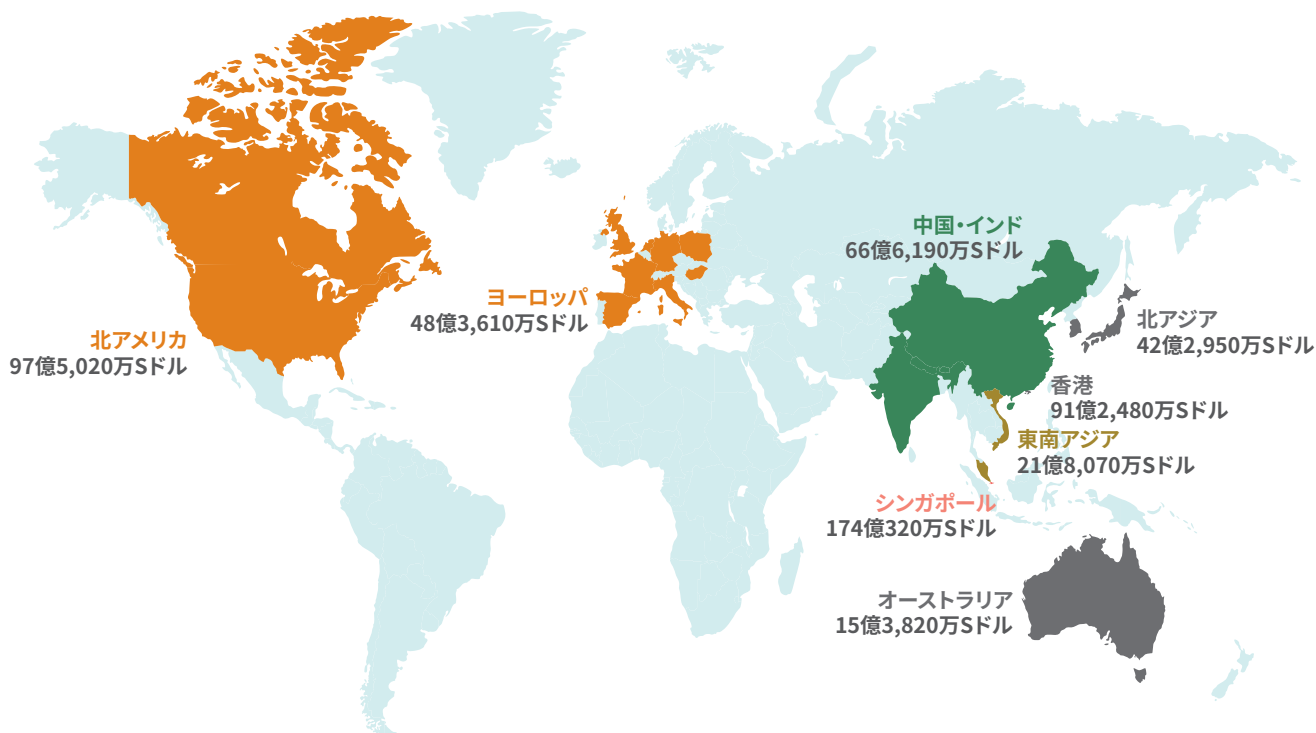 中国・インド
66億6,190万Sドル
ヨーロッパ
48億3,610万Sドル
北アメリカ
97億5,020万Sドル
北アジア
42億2,950万Sドル
香港
91億2,480万Sドル
東南アジア
21億8,070万Sドル
シンガポール
174億320万Sドル
オーストラリア
15億3,820万Sドル